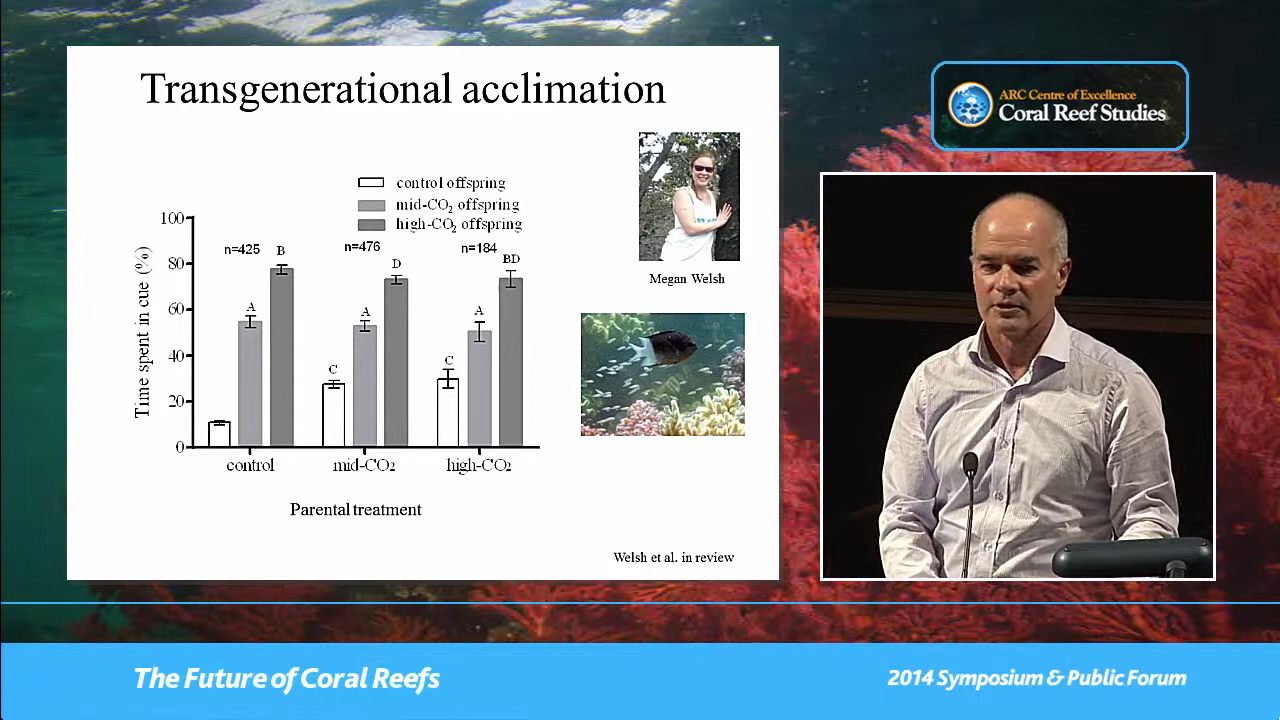 Transgenerational acclimation
control offspring
mid-CO₂ offspring
high-CO₂ offspring
Time spent in cue (%)
100
80
60
40
20
0
n=425
n=476
n=184
A
B
C
A
D
C
A
BD
control
mid-CO₂
high-CO₂
Parental treatment
Megan Welsh
Welsh et al. in review
ARC Centre of Excellence
Coral Reef Studies
The Future of Coral Reefs
2014 Symposium & Public Forum